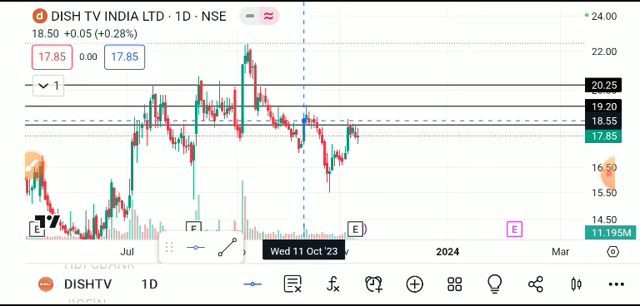 DISH TV INDIA LTD · 1D · NSE
18.50 +0.05 (+0.28%)
17.85 0.00 17.85
1
24.00
22.00
20.25
19.20
18.55
17.85
16.50
15.50
14.50
11.195M
E E E E
Jul
Wed 11 Oct '23
2024
Mar
HDFCBANK
DISHTV 1D